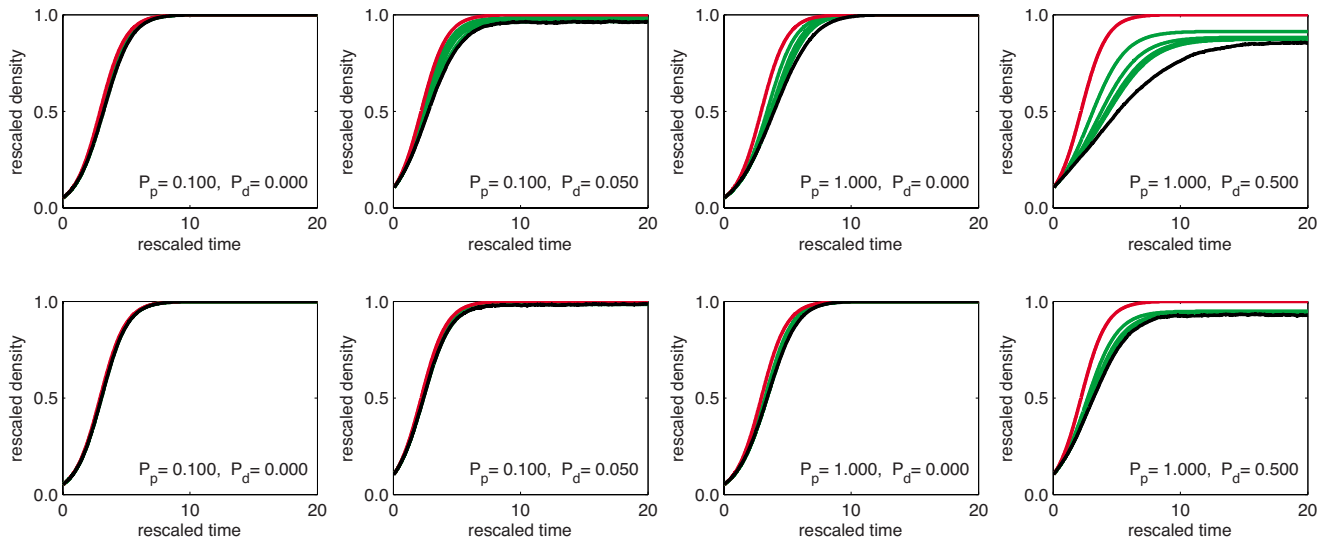 1.0
0.5
0.0
rescaled density
P_p= 0.100, P_d= 0.000
0 10 20
rescaled time
1.0
0.5
0.0
rescaled density
P_p= 0.100, P_d= 0.050
0 10 20
rescaled time
1.0
0.5
0.0
rescaled density
P_p= 1.000, P_d= 0.000
0 10 20
rescaled time
1.0
0.5
0.0
rescaled density
P_p= 1.000, P_d= 0.500
0 10 20
rescaled time
1.0
0.5
0.0
rescaled density
P_p= 0.100, P_d= 0.000
0 10 20
rescaled time
1.0
0.5
0.0
rescaled density
P_p= 0.100, P_d= 0.050
0 10 20
rescaled time
1.0
0.5
0.0
rescaled density
P_p= 1.000, P_d= 0.000
0 10 20
rescaled time
1.0
0.5
0.0
rescaled density
P_p= 1.000, P_d= 0.500
0 10 20
rescaled time